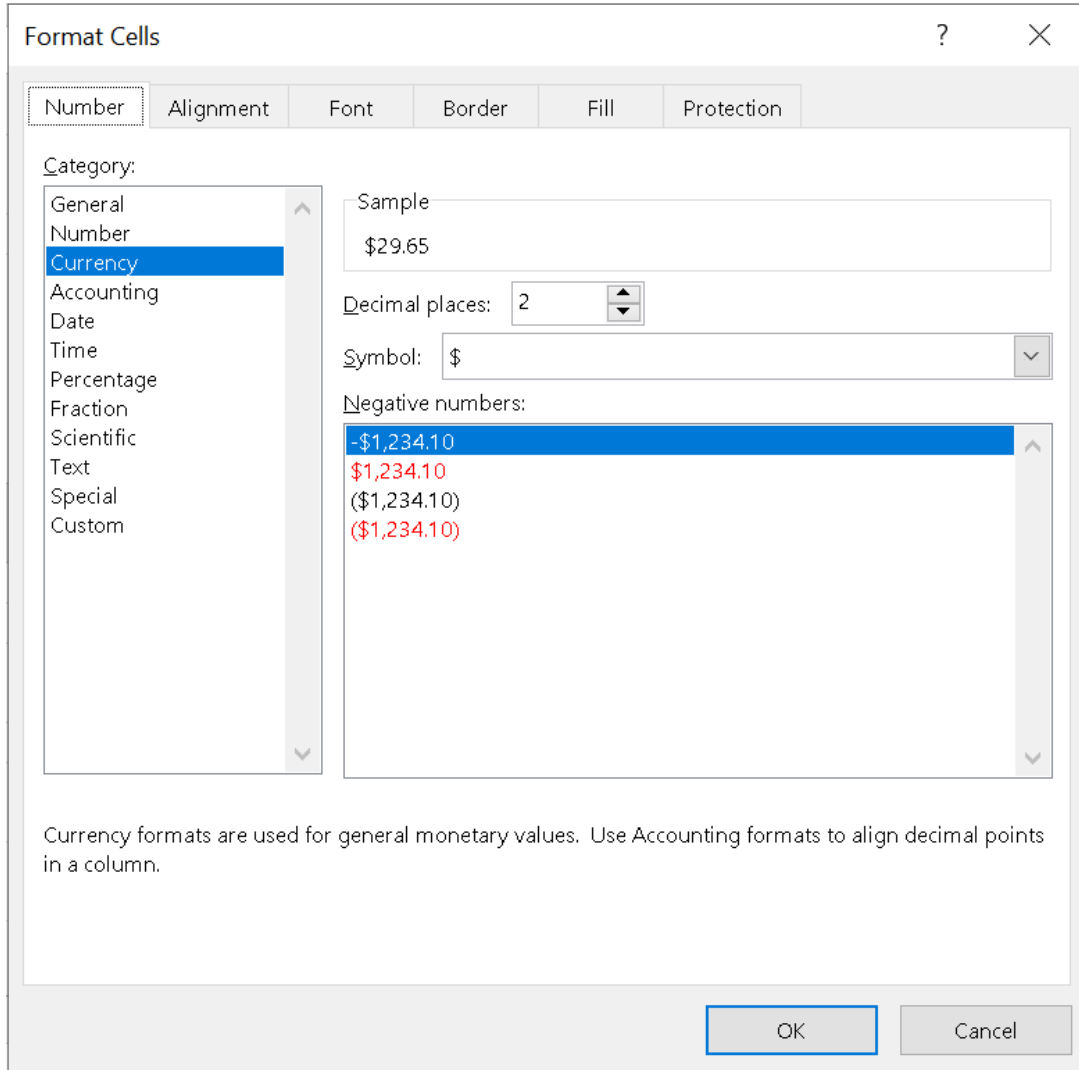 Format Cells
?
Number Alignment Font Border Fill Protection
Category:
General
Number
Currency
Accounting
Date
Time
Percentage
Fraction
Scientific
Text
Special
Custom
Sample
$29.65
Decimal places: 2
Symbol: $
Negative numbers:
-$1,234.10
$1,234.10
($1,234.10)
($1,234.10)
Currency formats are used for general monetary values.  Use Accounting formats to align decimal points
in a column.
OK Cancel